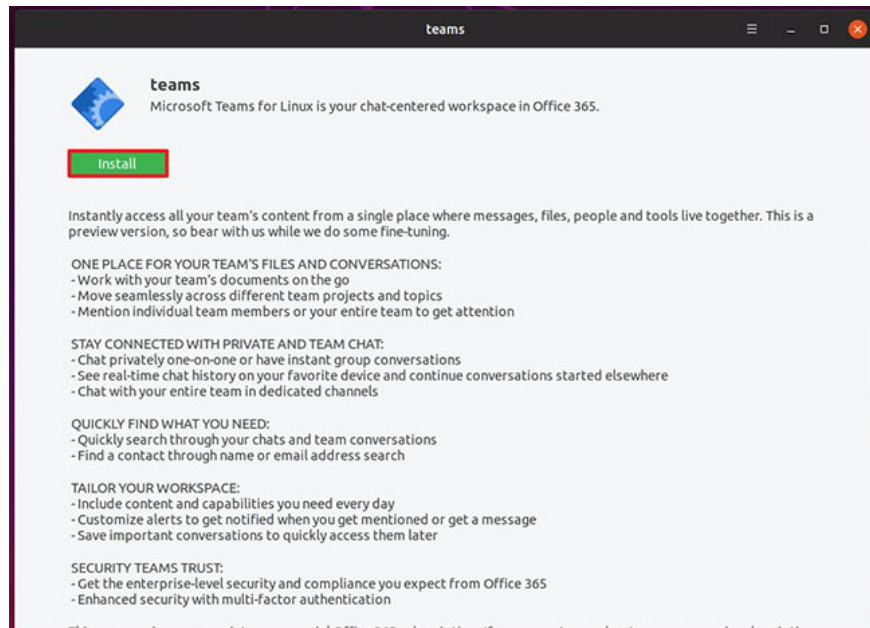 teams
teams
Microsoft Teams for Linux is your chat-centered workspace in Office 365.
Install
Instantly access all your team's content from a single place where messages, files, people and tools live together. This is a
preview version, so bear with us while we do some fine-tuning.
ONE PLACE FOR YOUR TEAM'S FILES AND CONVERSATIONS:
- Work with your team's documents on the go
- Move seamlessly across different team projects and topics
- Mention individual team members or your entire team to get attention
STAY CONNECTED WITH PRIVATE AND TEAM CHAT:
- Chat privately one-on-one or have instant group conversations
- See real-time chat history on your favorite device and continue conversations started elsewhere
- Chat with your entire team in dedicated channels
QUICKLY FIND WHAT YOU NEED:
- Quickly search through your chats and team conversations
- Find a contact through name or email address search
TAILOR YOUR WORKSPACE:
- Include content and capabilities you need every day
- Customize alerts to get notified when you get mentioned or get a message
- Save important conversations to quickly access them later
SECURITY TEAMS TRUST:
- Get the enterprise-level security and compliance you expect from Office 365
- Enhanced security with multi-factor authentication